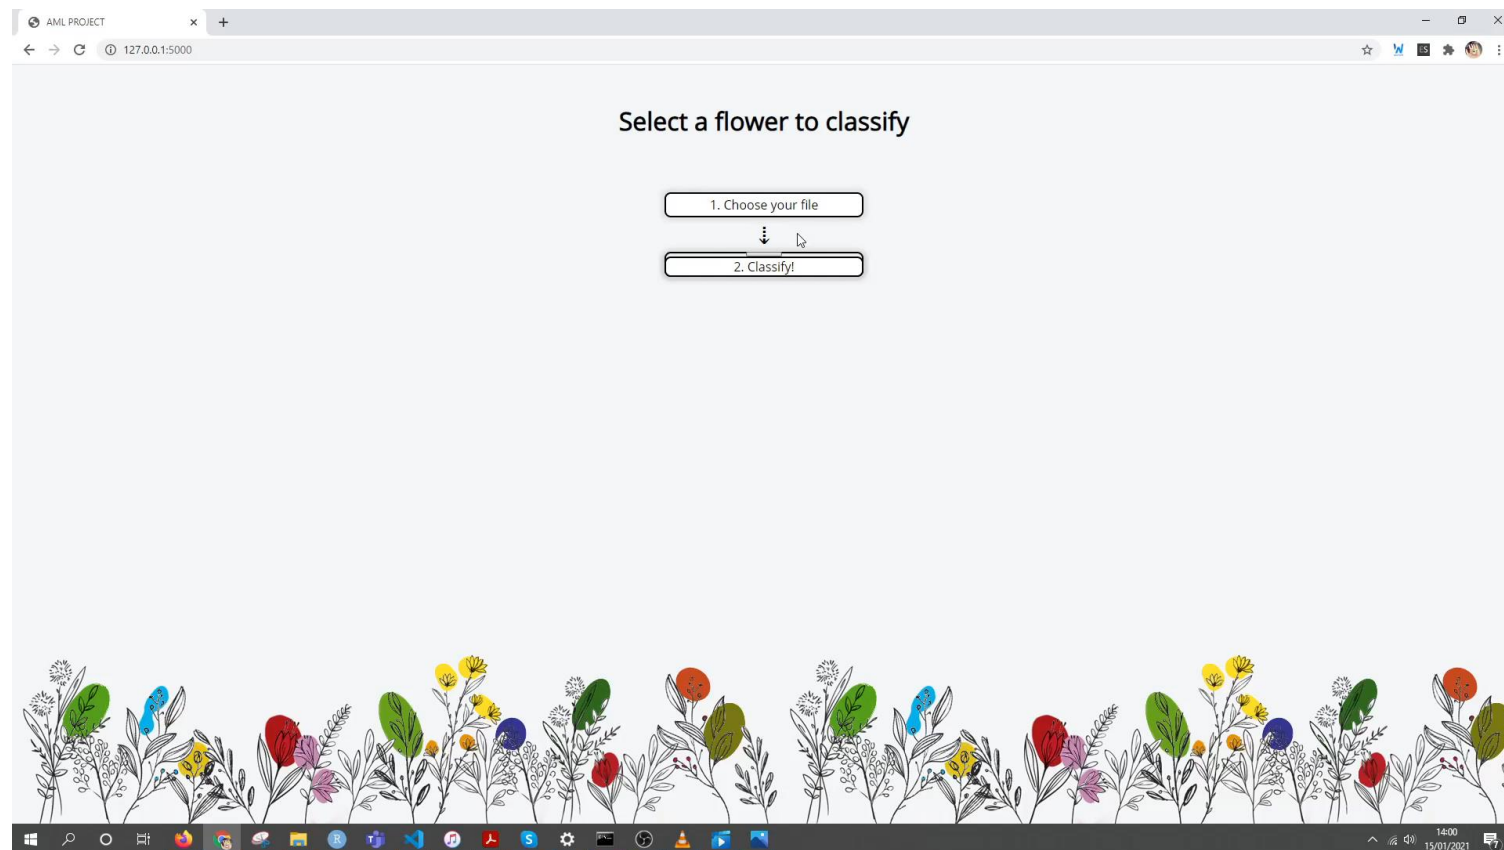 AML PROJECT
127.0.0.1:5000
Select a flower to classify
1. Choose your file
2. Classify!
14:00
15/01/2021